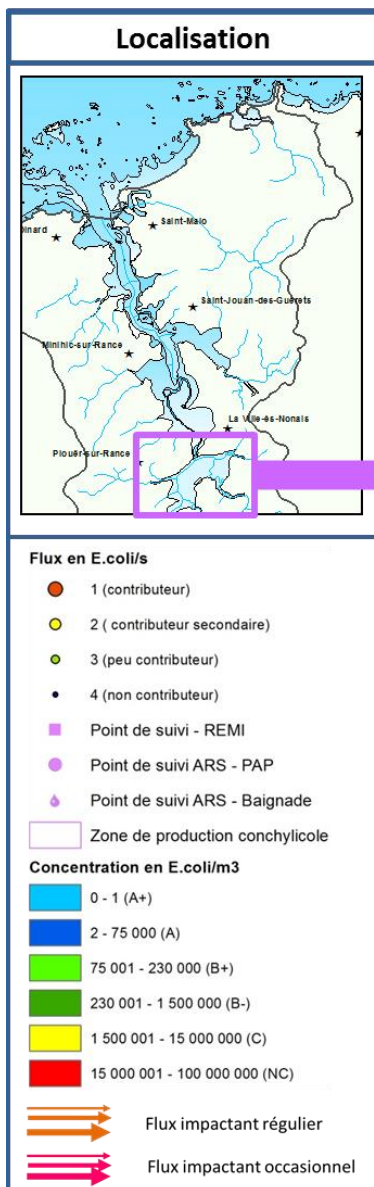 Localisation
Dinard
Saint-Malo
Saint-Jouan-des-Guerets
Minihic-sur-Rance
La Ville-ès-Nonais
Plouër-sur-Rance
Flux en E.coli/s
1 (contributeur)
2 ( contributeur secondaire)
3 (peu contributeur)
4 (non contributeur)
Point de suivi - REMI
Point de suivi ARS - PAP
Point de suivi ARS - Baignade
Zone de production conchylicole
Concentration en E.coli/m3
0 - 1 (A+)
2 - 75 000 (A)
75 001 - 230 000 (B+)
230 001 - 1 500 000 (B-)
1 500 001 - 15 000 000 (C)
15 000 001 - 100 000 000 (NC)
Flux impactant régulier
Flux impactant occasionnel